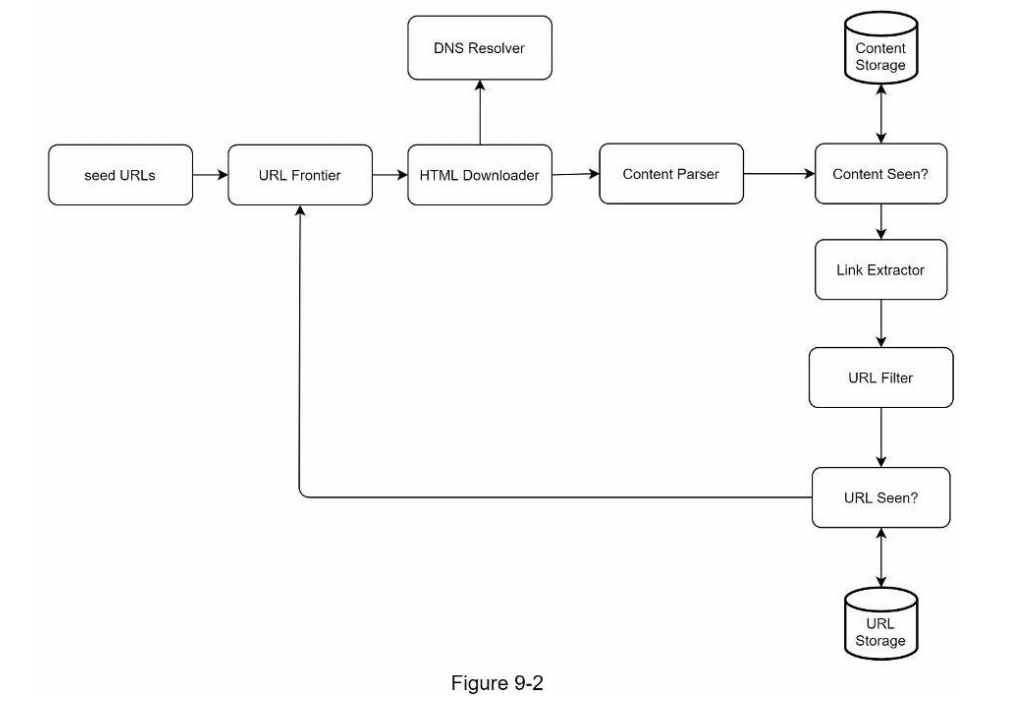 DNS Resolver
Content
Storage
seed URLs
URL Frontier
HTML Downloader
Content Parser
Content Seen?
Link Extractor
URL Filter
URL Seen?
URL
Storage
Figure 9-2